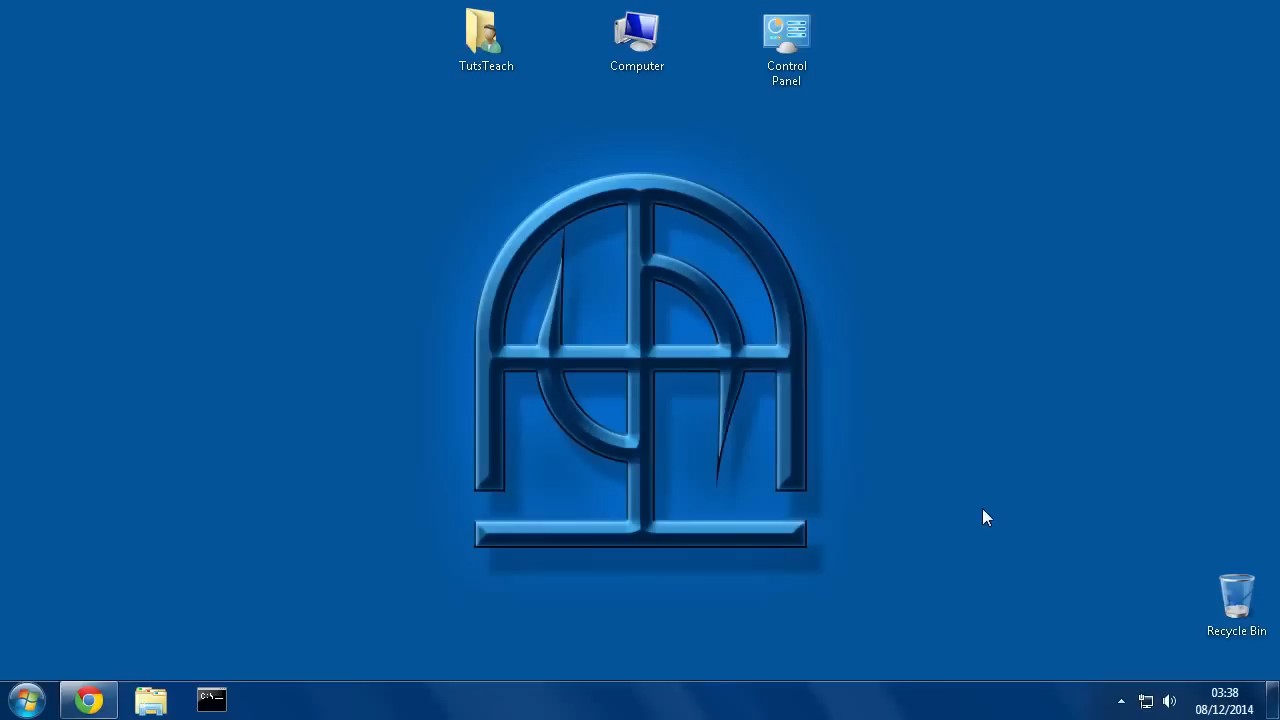 TutsTeach
Computer
Control
Panel
Recycle Bin
C:\
03:38
08/12/2014